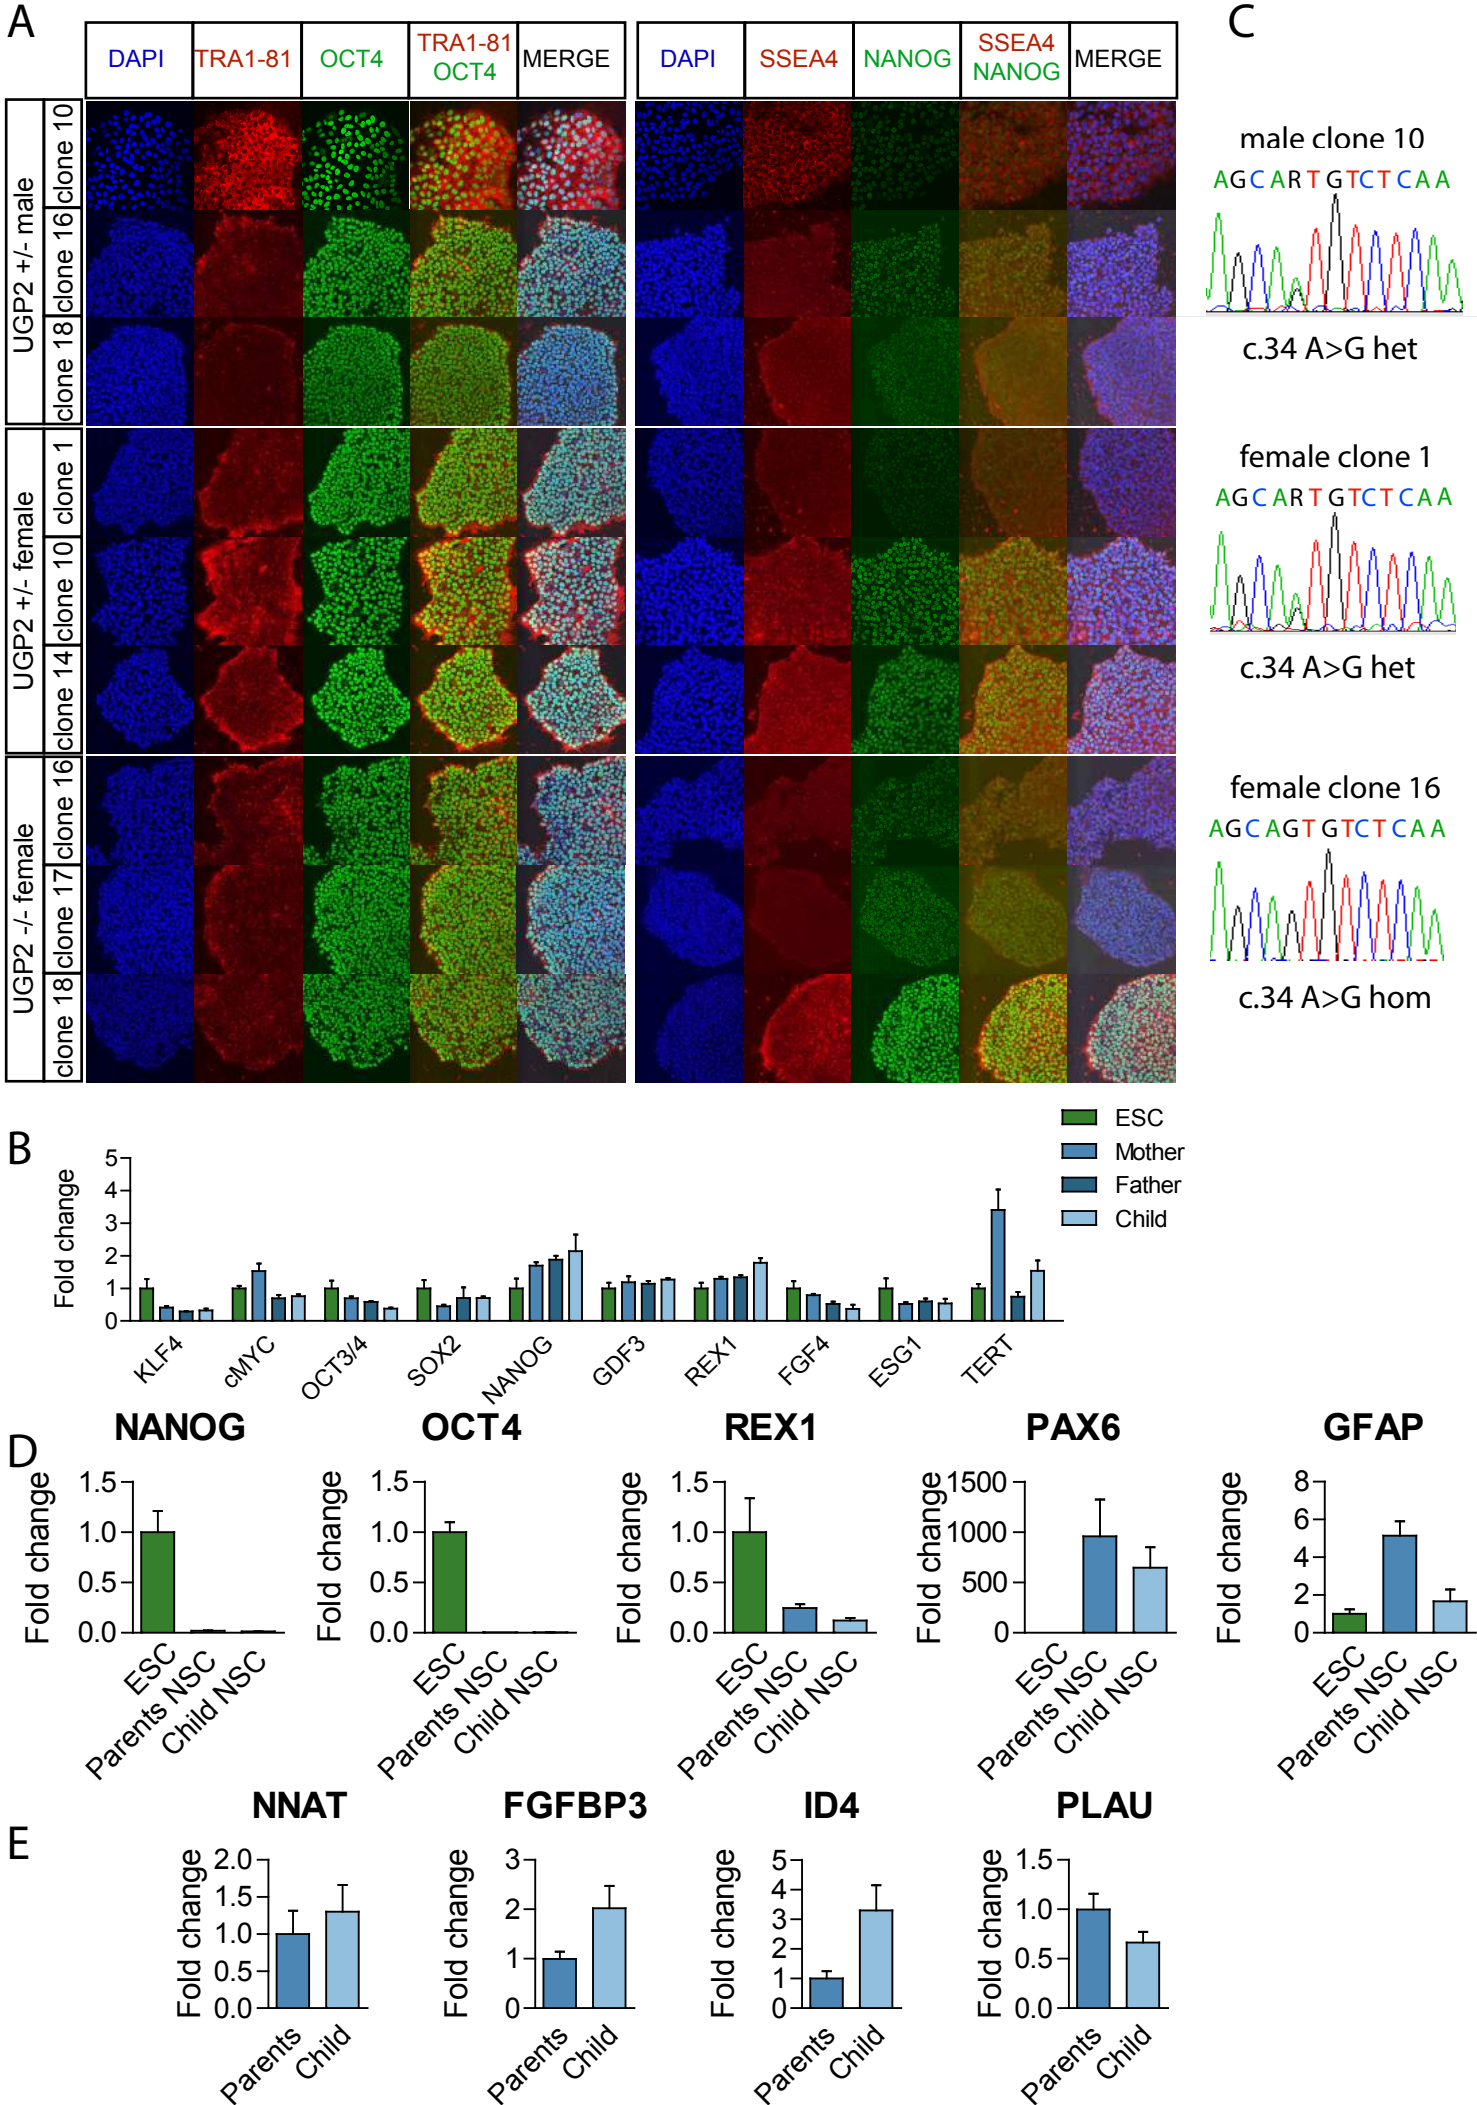 A
C
DAPI
TRA1-81
OCT4
TRA1-81
OCT4
MERGE
DAPI
SSEA4
NANOG
SSEA4
NANOG
MERGE
UGP2 +/- male
clone 10
clone 16
clone 18
UGP2 +/- female
clone 1
clone 10
clone 14
UGP2 -/- female
clone 16
clone 17
clone 18
male clone 10
AGCARTGTCTCAA
c.34 A>G het
female clone 1
AGCARTGTCTCAA
c.34 A>G het
female clone 16
AGCAGTGTCTCAA
c.34 A>G hom
B
Fold change
5
4
3
2
1
0
KLF4
cMYC
OCT3/4
SOX2
NANOG
GDF3
REX1
FGF4
ESG1
TERT
ESC
Mother
Father
Child
D
NANOG
Fold change
1.5
1.0
0.5
0.0
ESC
Parents NSC
Child NSC
OCT4
Fold change
1.5
1.0
0.5
0.0
ESC
Parents NSC
Child NSC
REX1
Fold change
1.5
1.0
0.5
0.0
ESC
Parents NSC
Child NSC
PAX6
Fold change
1500
1000
500
0
ESC
Parents NSC
Child NSC
GFAP
Fold change
8
6
4
2
0
ESC
Parents NSC
Child NSC
E
NNAT
Fold change
2.0
1.5
1.0
0.5
0.0
Parents
Child
FGFBP3
Fold change
3
2
1
0
Parents
Child
ID4
Fold change
5
4
3
2
1
0
Parents
Child
PLAU
Fold change
1.5
1.0
0.5
0.0
Parents
Child